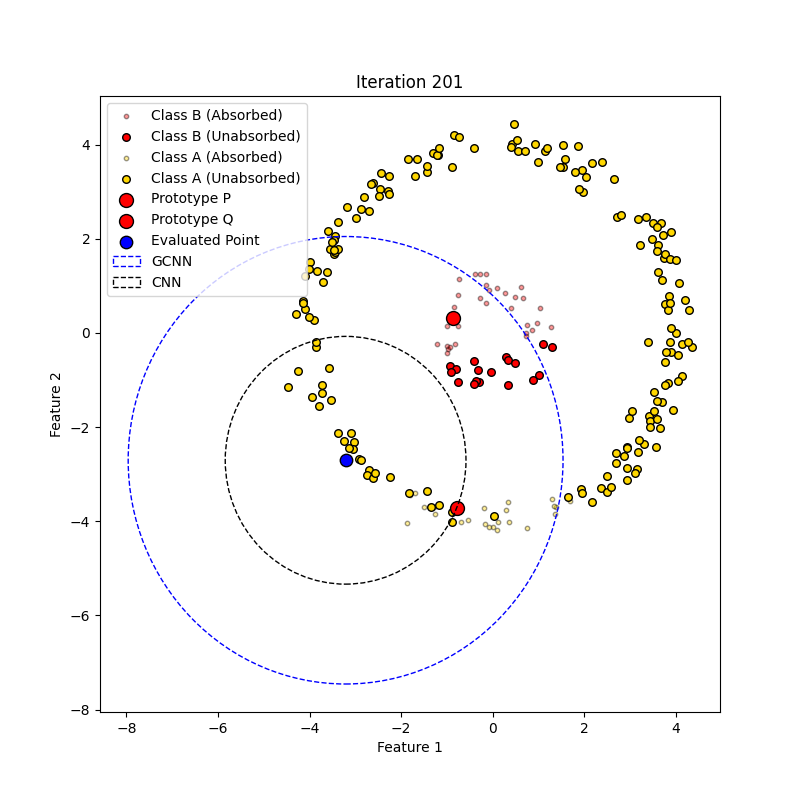 Iteration 201
Class B (Absorbed)
Class B (Unabsorbed)
Class A (Absorbed)
Class A (Unabsorbed)
Prototype P
Prototype Q
Evaluated Point
GCNN
CNN
4
2
0
−2
−4
−6
−8
Feature 2
−8 −6 −4 −2 0 2 4
Feature 1